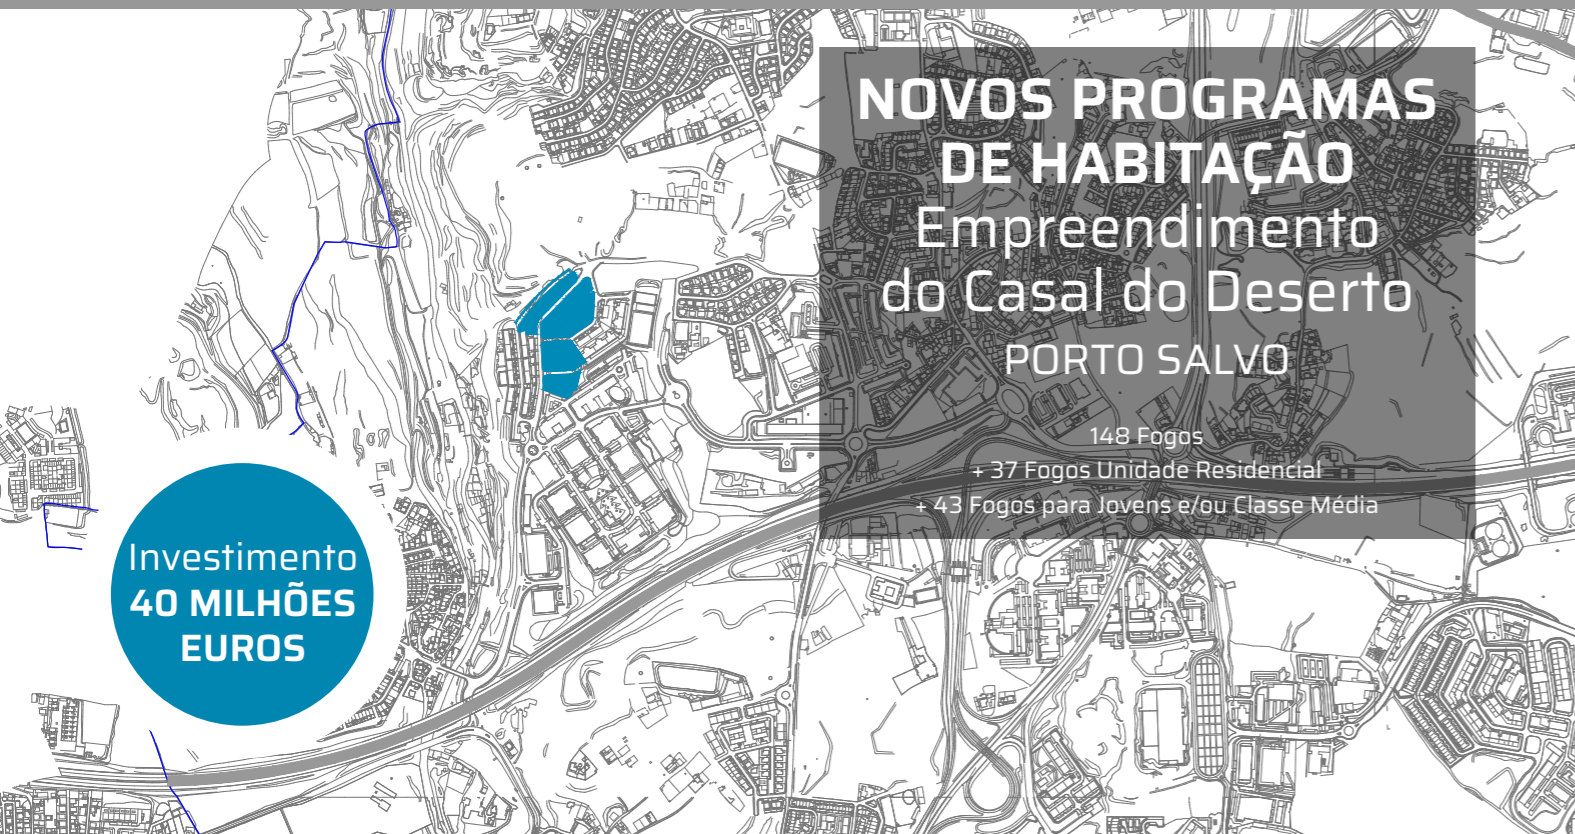 NOVOS PROGRAMAS
DE HABITAÇÃO
Empreendimento
do Casal do Deserto
PORTO SALVO
148 Fogos
+ 37 Fogos Unidade Residencial
+ 43 Fogos para Jovens e/ou Classe Média
Investimento
40 MILHÕES
EUROS